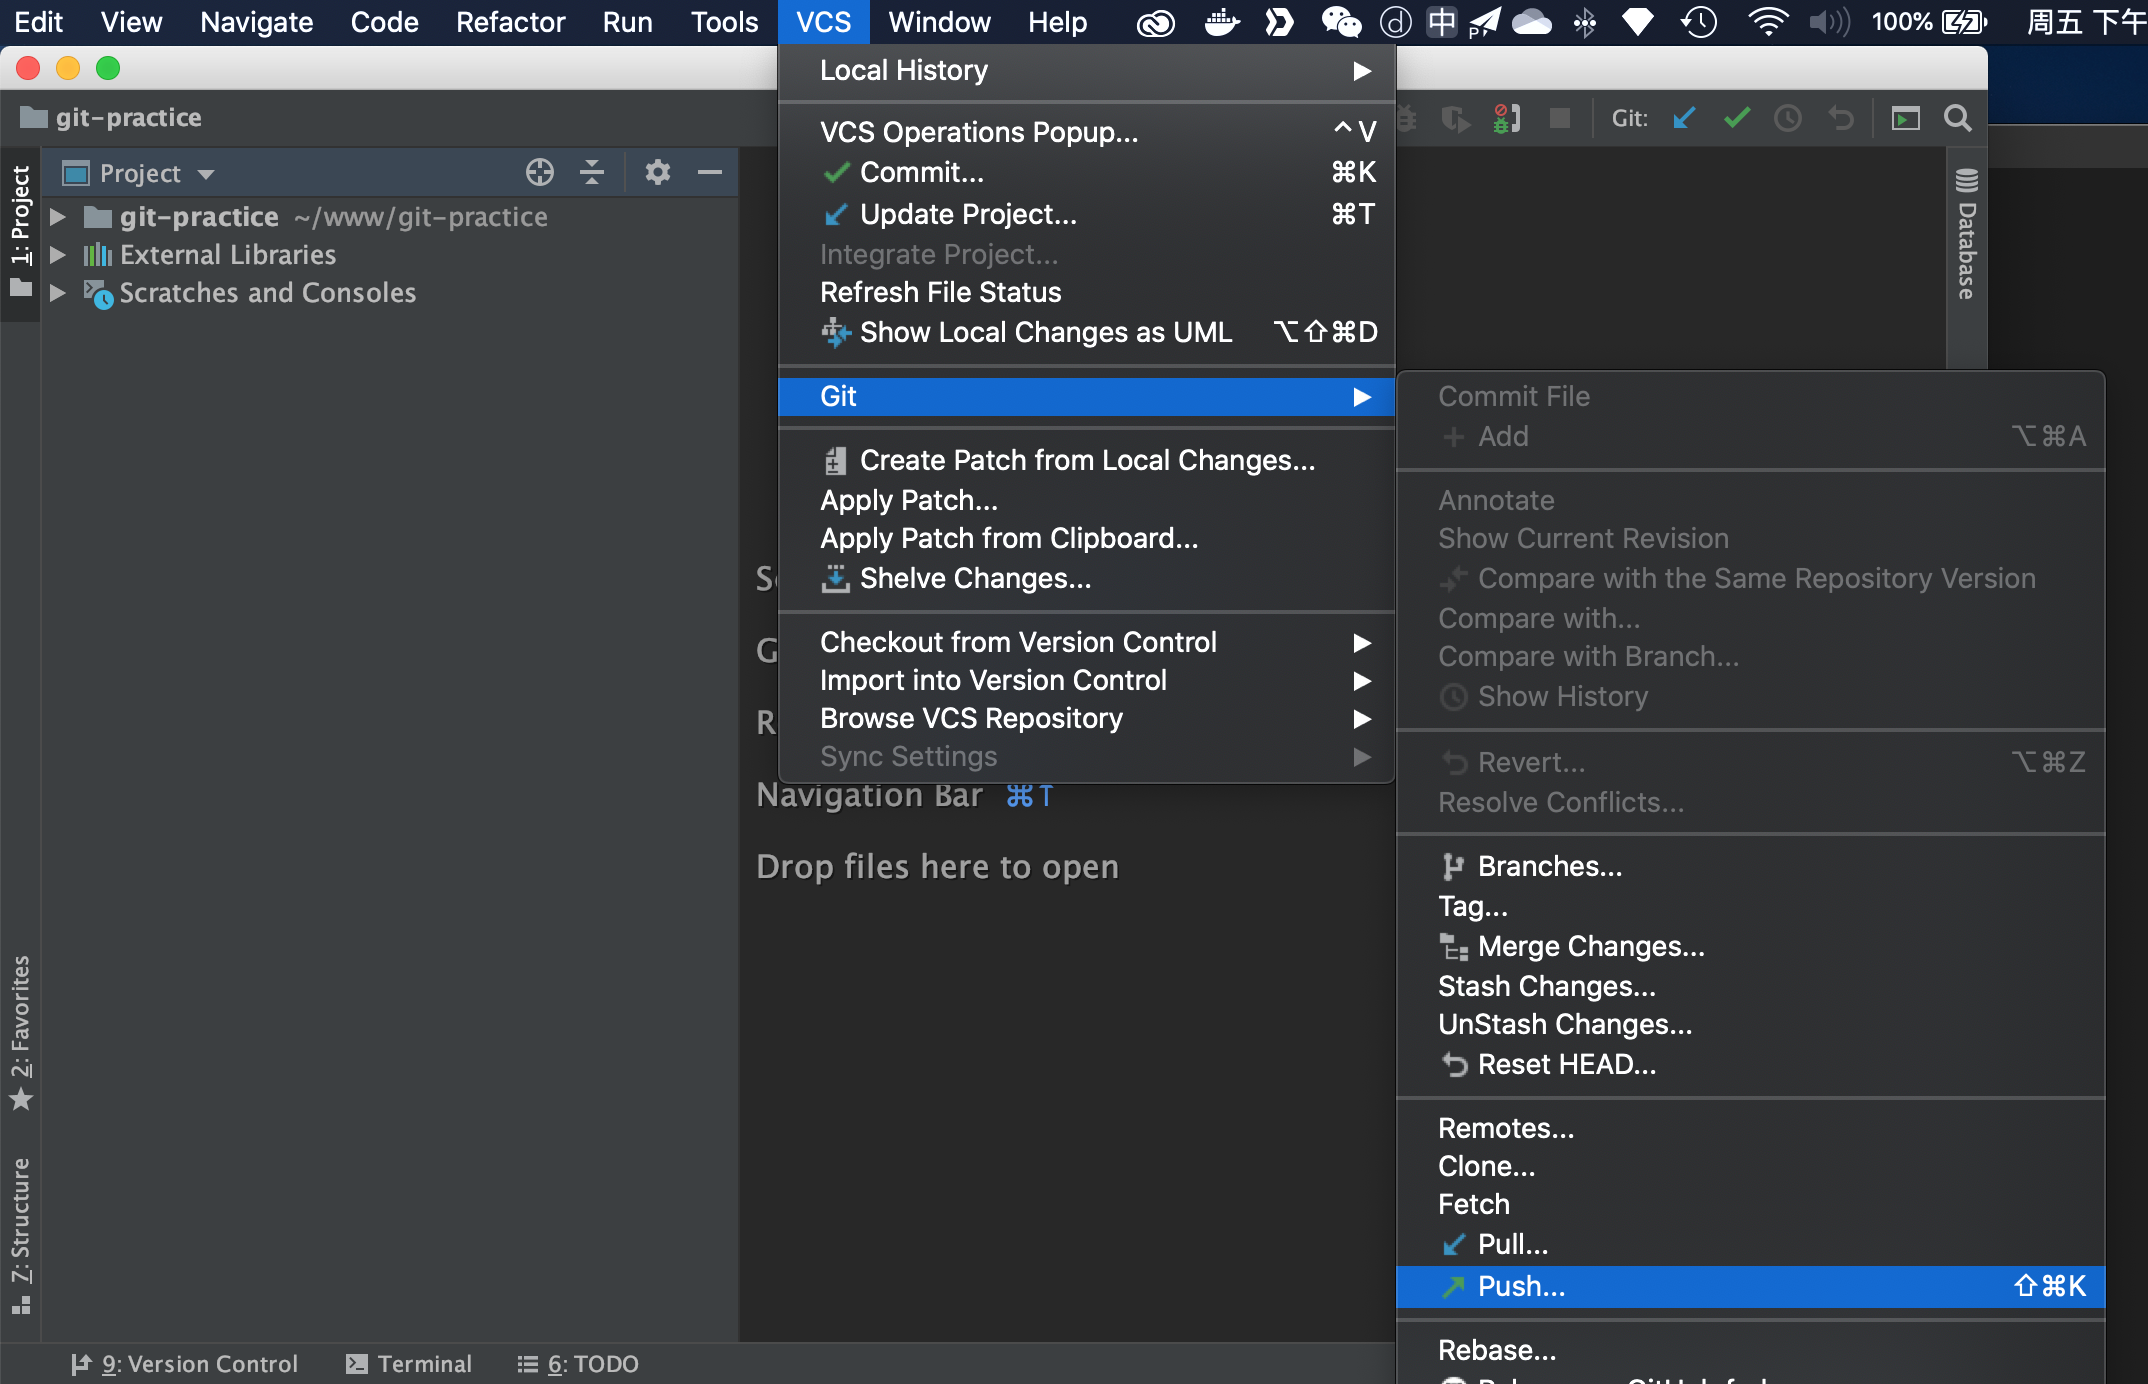 Edit View Navigate Code Refactor Run Tools VCS Window Help 中 100% 周五 下午
git-practice
Git:
1: Project
Project
git-practice ~/www/git-practice
External Libraries
Scratches and Consoles
2: Favorites
7: Structure
Database
Local History
VCS Operations Popup... ^V
Commit... ⌘K
Update Project... ⌘T
Integrate Project...
Refresh File Status
Show Local Changes as UML ⌥⇧⌘D
Git
Create Patch from Local Changes...
Apply Patch...
Apply Patch from Clipboard...
Shelve Changes...
Checkout from Version Control
Import into Version Control
Browse VCS Repository
Sync Settings
Navigation Bar ⌘T
Drop files here to open
Commit File
Add ⌥⌘A
Annotate
Show Current Revision
Compare with the Same Repository Version
Compare with...
Compare with Branch...
Show History
Revert... ⌥⌘Z
Resolve Conflicts...
Branches...
Tag...
Merge Changes...
Stash Changes...
UnStash Changes...
Reset HEAD...
Remotes...
Clone...
Fetch
Pull...
Push... ⇧⌘K
Rebase...
9: Version Control Terminal 6: TODO